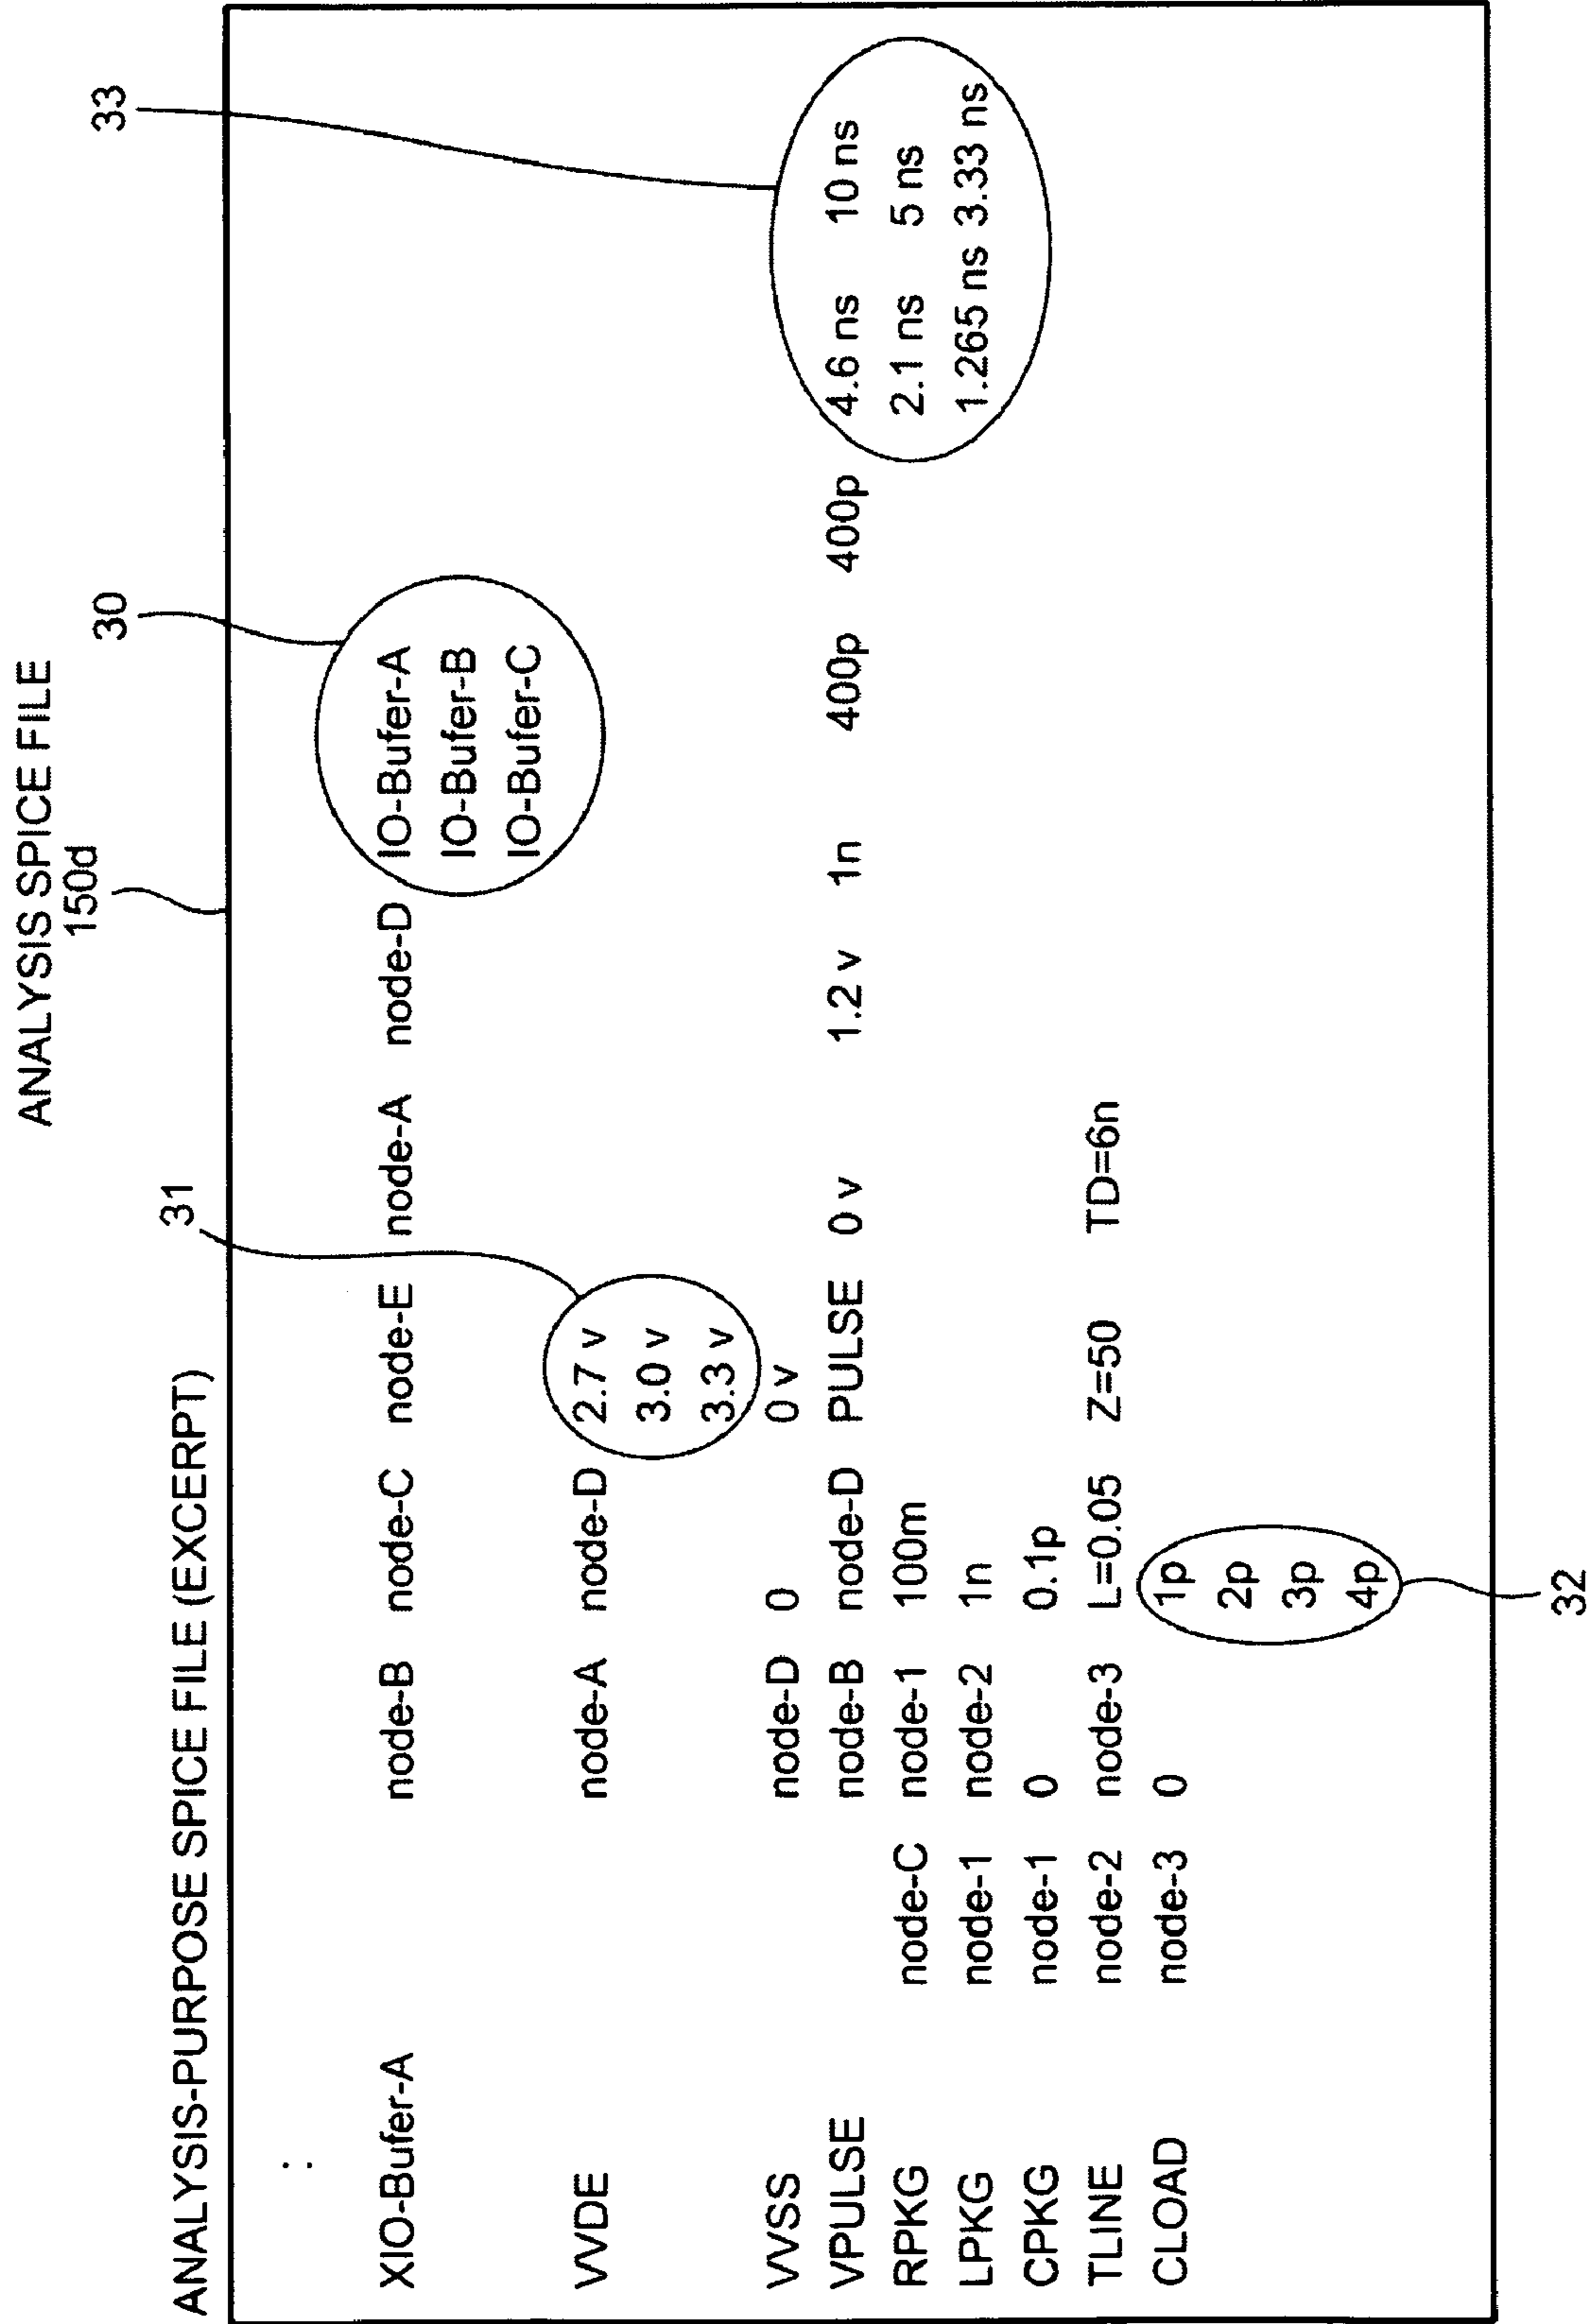 ANALYSIS SPICE FILE
150d
ANALYSIS-PURPOSE SPICE FILE (EXCERPT)
31
30
33
:
XIO-Bufer-A node-B node-C node-E node-A node-D IO-Bufer-A
IO-Bufer-B
IO-Bufer-C
VVDE node-A node-D 2.7 v
3.0 v
3.3 v
VVSS node-D 0 0 v
VPULSE node-B node-D PULSE 0 v 1.2 v 1n 400p 400p 4.6 ns 10 ns
RPKG node-C node-1 100m 2.1 ns 5 ns
LPKG node-1 node-2 1n 1.265 ns 3.33 ns
CPKG node-1 0 0.1p
TLINE node-2 node-3 L=0.05 Z=50 TD=6n
CLOAD node-3 0 1p
2p
3p
4p
32